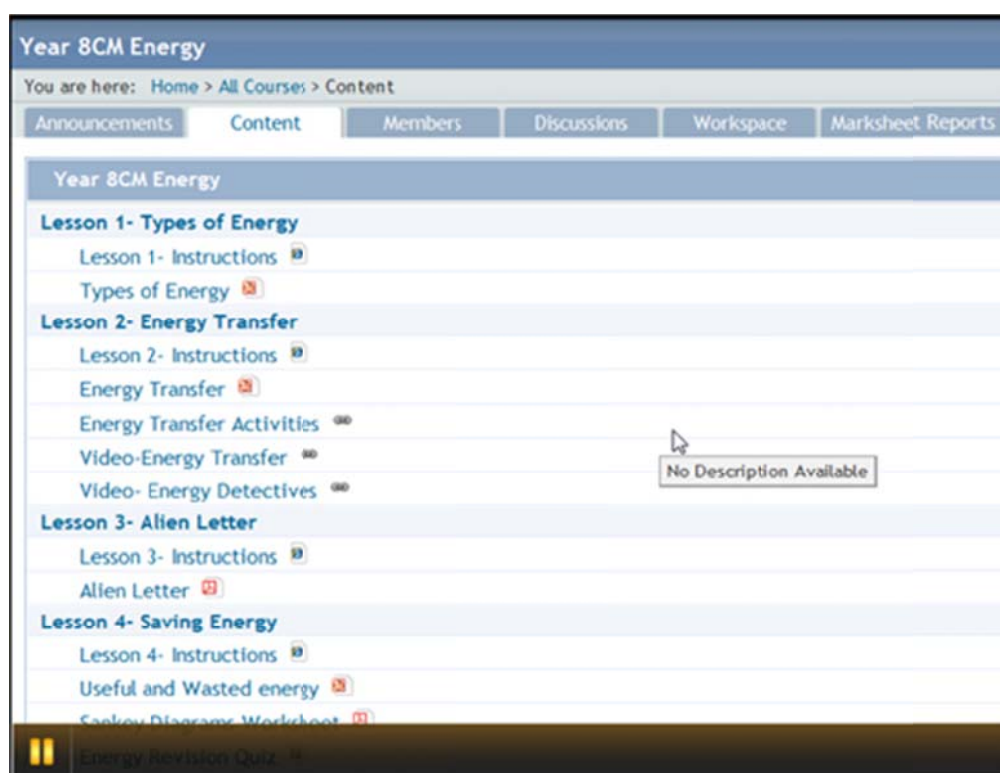 Year 8CM Energy
You are here: Home > All Courses > Content
Announcements Content Members Discussions Workspace Marksheet Reports
Year 8CM Energy
Lesson 1- Types of Energy
Lesson 1- Instructions
Types of Energy
Lesson 2- Energy Transfer
Lesson 2- Instructions
Energy Transfer
Energy Transfer Activities
Video-Energy Transfer
No Description Available
Video- Energy Detectives
Lesson 3- Alien Letter
Lesson 3- Instructions
Alien Letter
Lesson 4- Saving Energy
Lesson 4- Instructions
Useful and Wasted energy
Sankey Diagrams Worksheet
Energy Revision Quiz